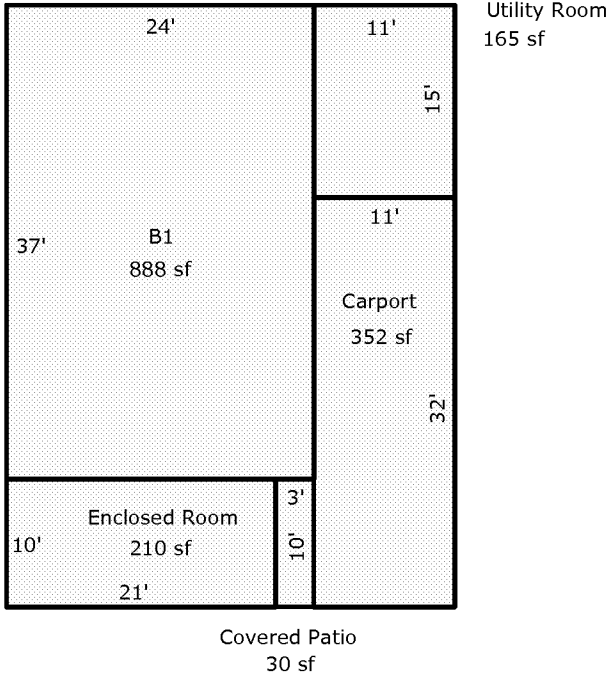 24'
11'
Utility Room
165 sf
15'
11'
B1
888 sf
37'
Carport
352 sf
32'
3'
Enclosed Room
210 sf
10'
10'
21'
Covered Patio
30 sf